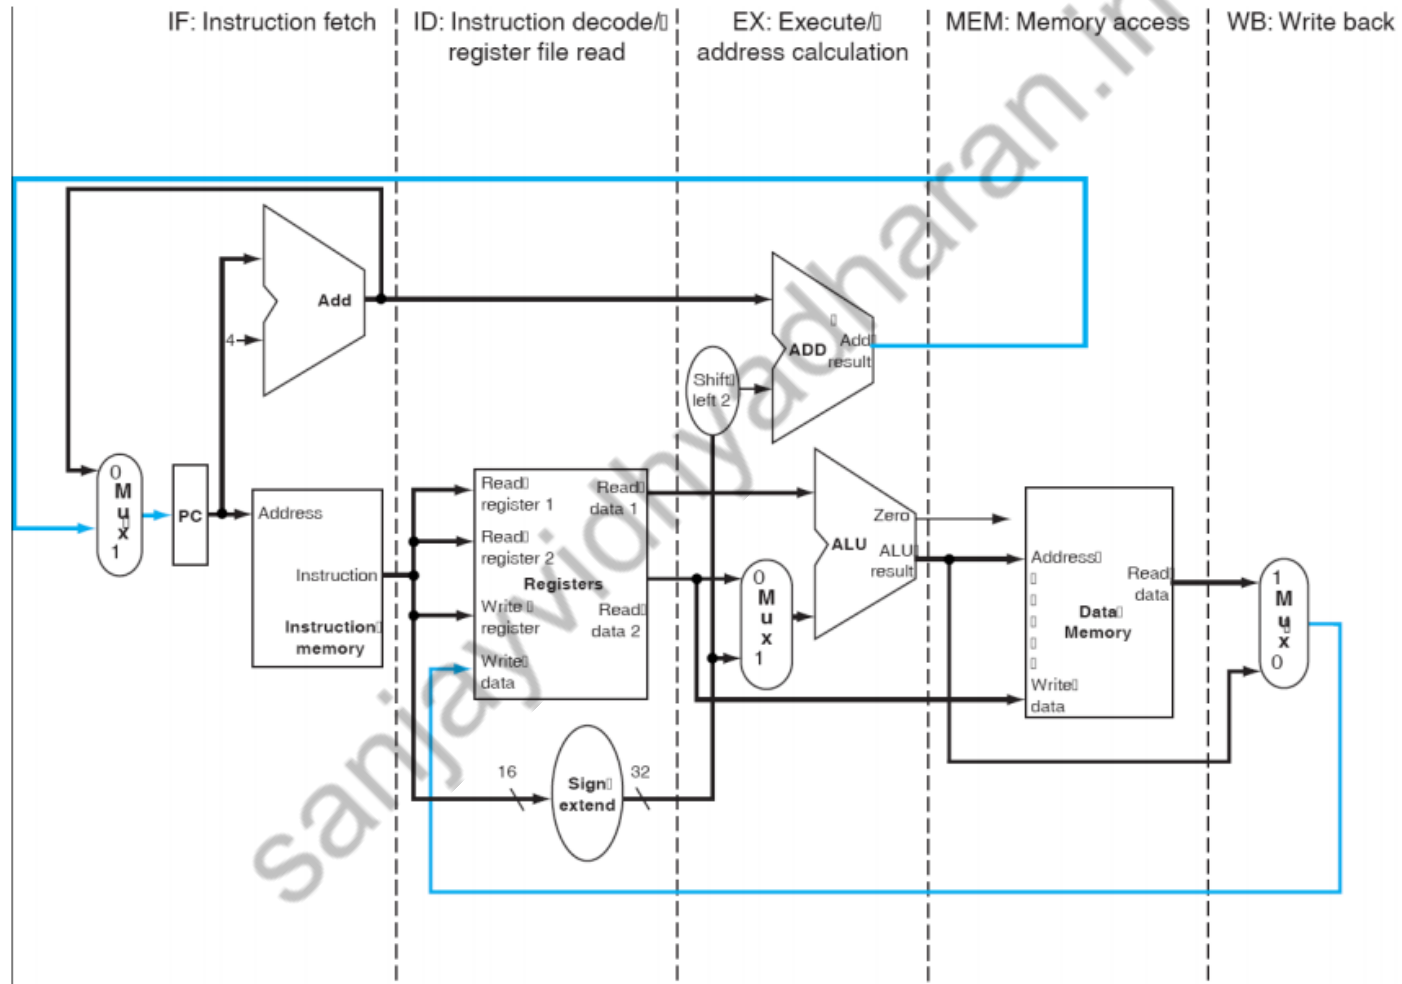 IF: Instruction fetch
ID: Instruction decode/
register file read
EX: Execute/
address calculation
MEM: Memory access
WB: Write back
Add
4
ADD
Add
result
Shift
left 2
0
M
u
x
1
PC
Address
Instruction
Instruction
memory
Read
register 1
Read
register 2
Registers
Write
register
Write
data
Read
data 1
Read
data 2
0
M
u
x
1
Zero
ALU
ALU
result
Address
Read
data
Data
Memory
Write
data
1
M
u
x
0
16
Sign
extend
32
sanjayvidhyadharan.in